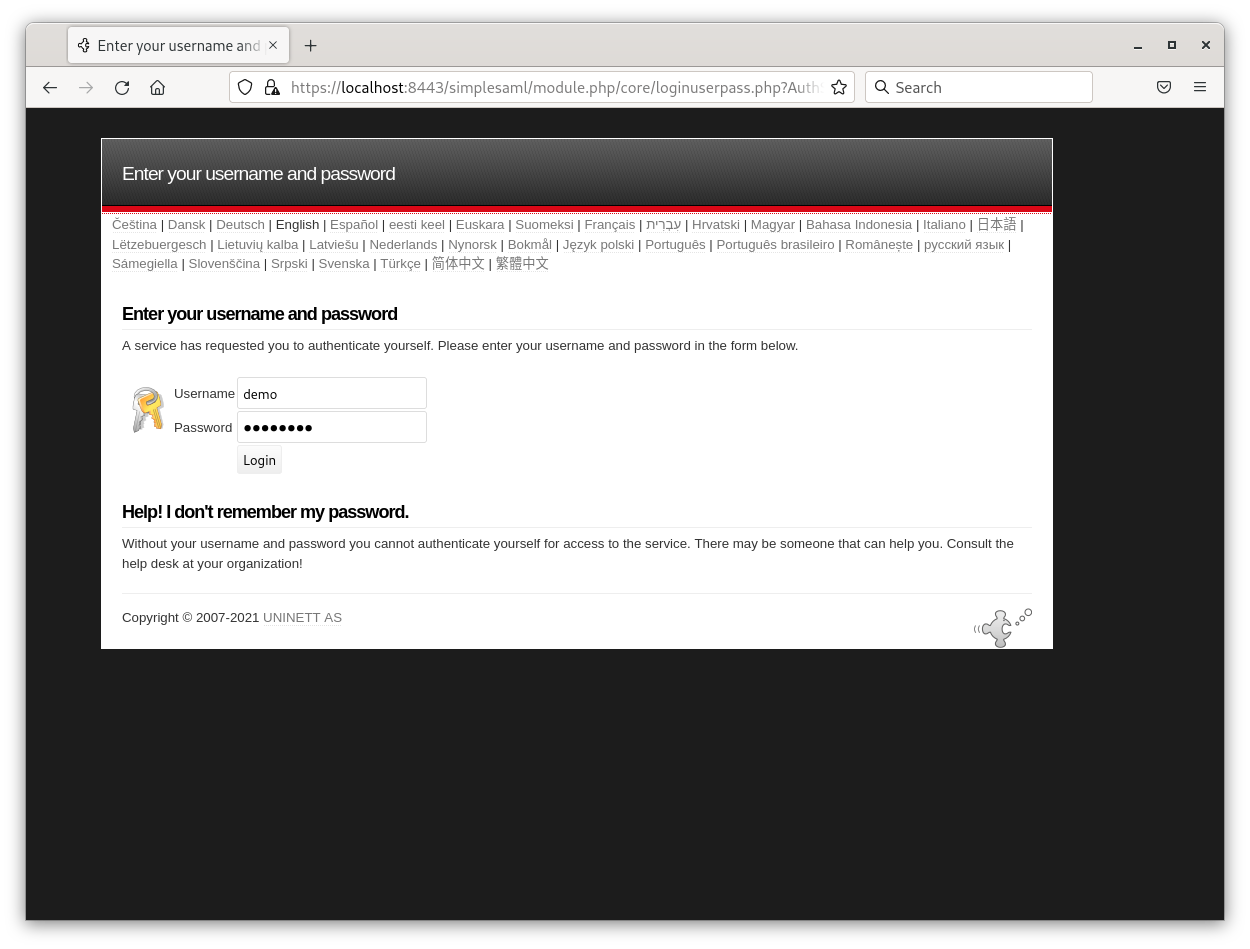 Enter your username and
https://localhost:8443/simplesaml/module.php/core/loginuserpass.php?Auth
Search
Enter your username and password
Čeština | Dansk | Deutsch | English | Español | eesti keel | Euskara | Suomeksi | Français | עִבְרִית | Hrvatski | Magyar | Bahasa Indonesia | Italiano | 日本語 |
Lëtzebuergesch | Lietuvių kalba | Latviešu | Nederlands | Nynorsk | Bokmål | Język polski | Português | Português brasileiro | Românește | русский язык |
Sámegiella | Slovenščina | Srpski | Svenska | Türkçe | 简体中文 | 繁體中文
Enter your username and password
A service has requested you to authenticate yourself. Please enter your username and password in the form below.
Username demo
Password ●●●●●●●●
Login
Help! I don't remember my password.
Without your username and password you cannot authenticate yourself for access to the service. There may be someone that can help you. Consult the
help desk at your organization!
Copyright © 2007-2021 UNINETT AS